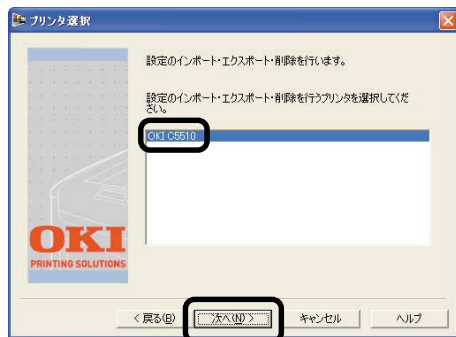 プリンタ選択
設定のインポート・エクスポート・削除を行います。
設定のインポート・エクスポート・削除を行うプリンタを選択してくだ
さい。
OKI C5510
OKI
PRINTING SOLUTIONS
< 戻る(B)
次へ(N) >
キャンセル
ヘルプ